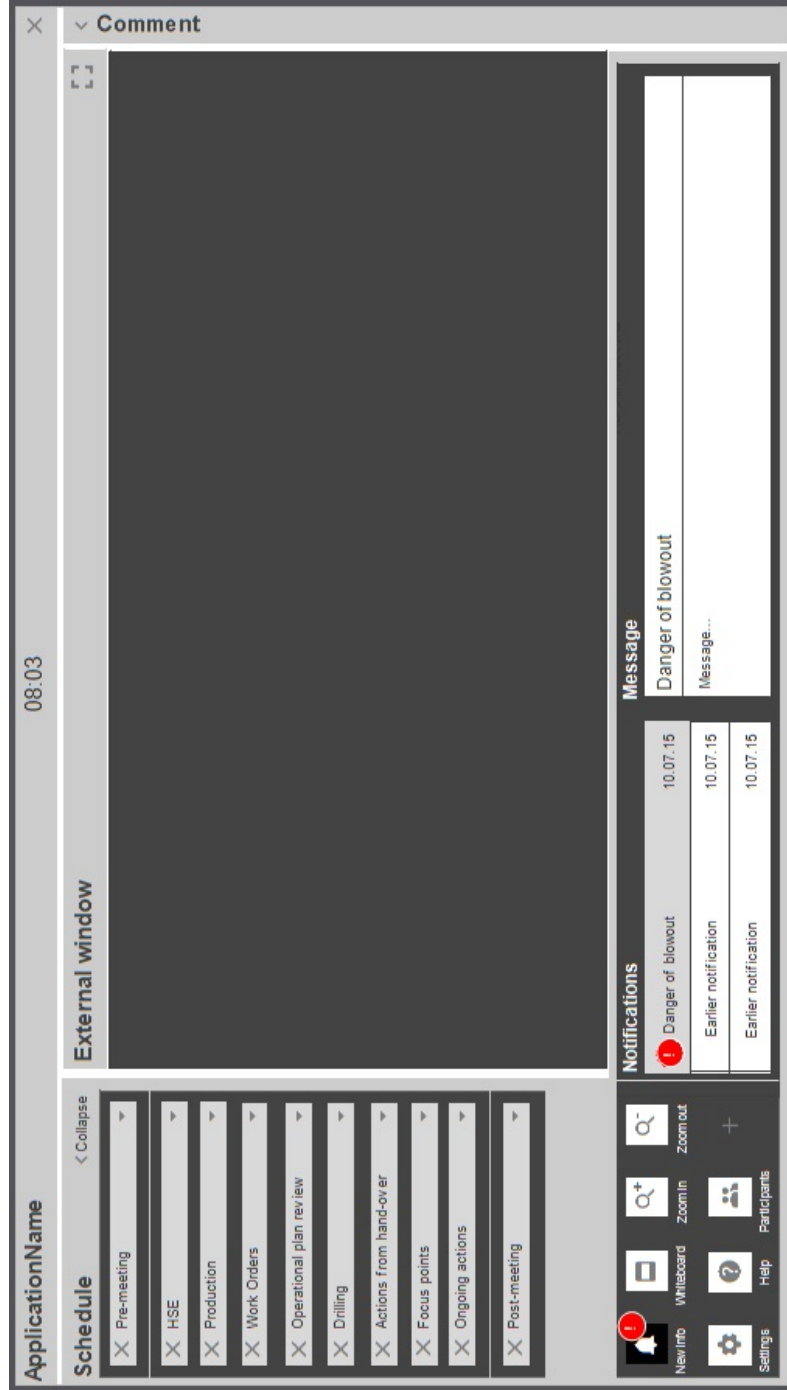 ApplicationName
08:03
Schedule
Collapse
Pre-meeting
HSE
Production
Work Orders
Operational plan review
Drilling
Actions from hand-over
Focus points
Ongoing actions
Post-meeting
External window
Comment
New Info
Whiteboard
Zoom In
Zoom out
Settings
Help
Participants
Notifications
Danger of blowout 10.07.15
Earlier notification 10.07.15
Earlier notification 10.07.15
Message
Danger of blowout
Message...